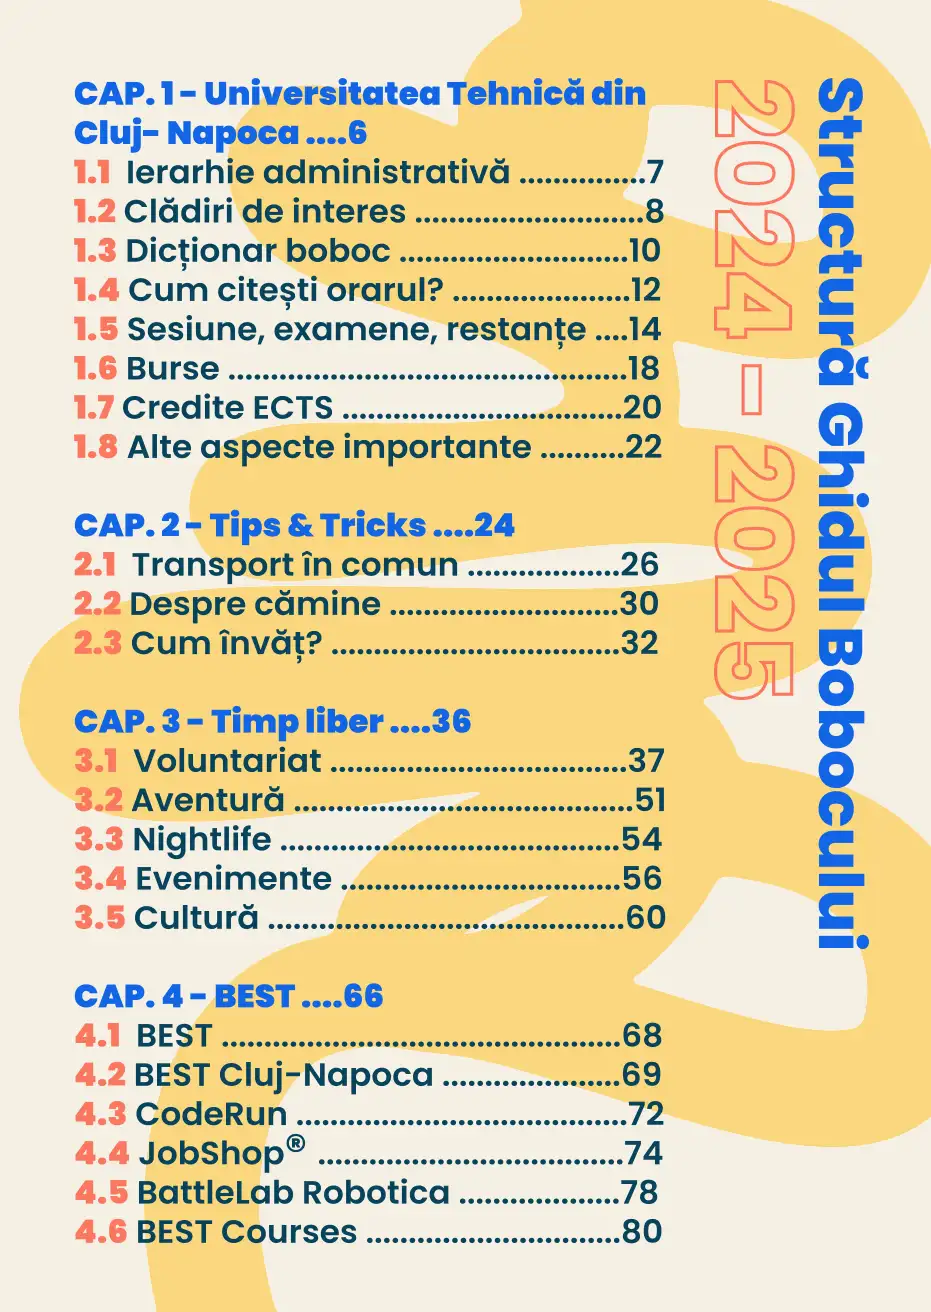 CAP. 1 - Universitatea Tehnică din
Cluj- Napoca ....6
1.1 Ierarhie administrativă ...............7
1.2 Clădiri de interes ...........................8
1.3 Dicționar boboc ...........................10
1.4 Cum citești orarul? .....................12
1.5 Sesiune, examene, restanțe ....14
1.6 Burse ...............................................18
1.7 Credite ECTS .................................20
1.8 Alte aspecte importante ..........22
CAP. 2 - Tips & Tricks ....24
2.1 Transport în comun ..................26
2.2 Despre cămine ...........................30
2.3 Cum învăț? ..................................32
CAP. 3 - Timp liber ....36
3.1 Voluntariat ...................................37
3.2 Aventură ........................................51
3.3 Nightlife ........................................54
3.4 Evenimente .................................56
3.5 Cultură ..........................................60
CAP. 4 - BEST ....66
4.1 BEST ...............................................68
4.2 BEST Cluj-Napoca .....................69
4.3 CodeRun .......................................72
4.4 JobShop® ....................................74
4.5 BattleLab Robotica ...................78
4.6 BEST Courses ..............................80
Structură Ghidul Bobocului
2024 - 2025